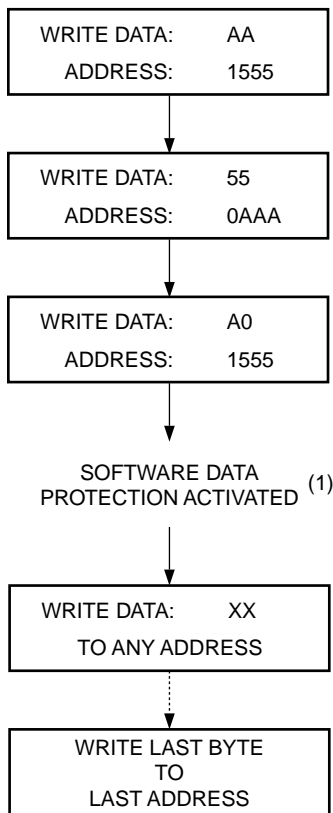 WRITE DATA: AA
ADDRESS: 1555
WRITE DATA: 55
ADDRESS: 0AAA
WRITE DATA: A0
ADDRESS: 1555
SOFTWARE DATA
PROTECTION ACTIVATED (1)
WRITE DATA: XX
TO ANY ADDRESS
WRITE LAST BYTE
TO
LAST ADDRESS